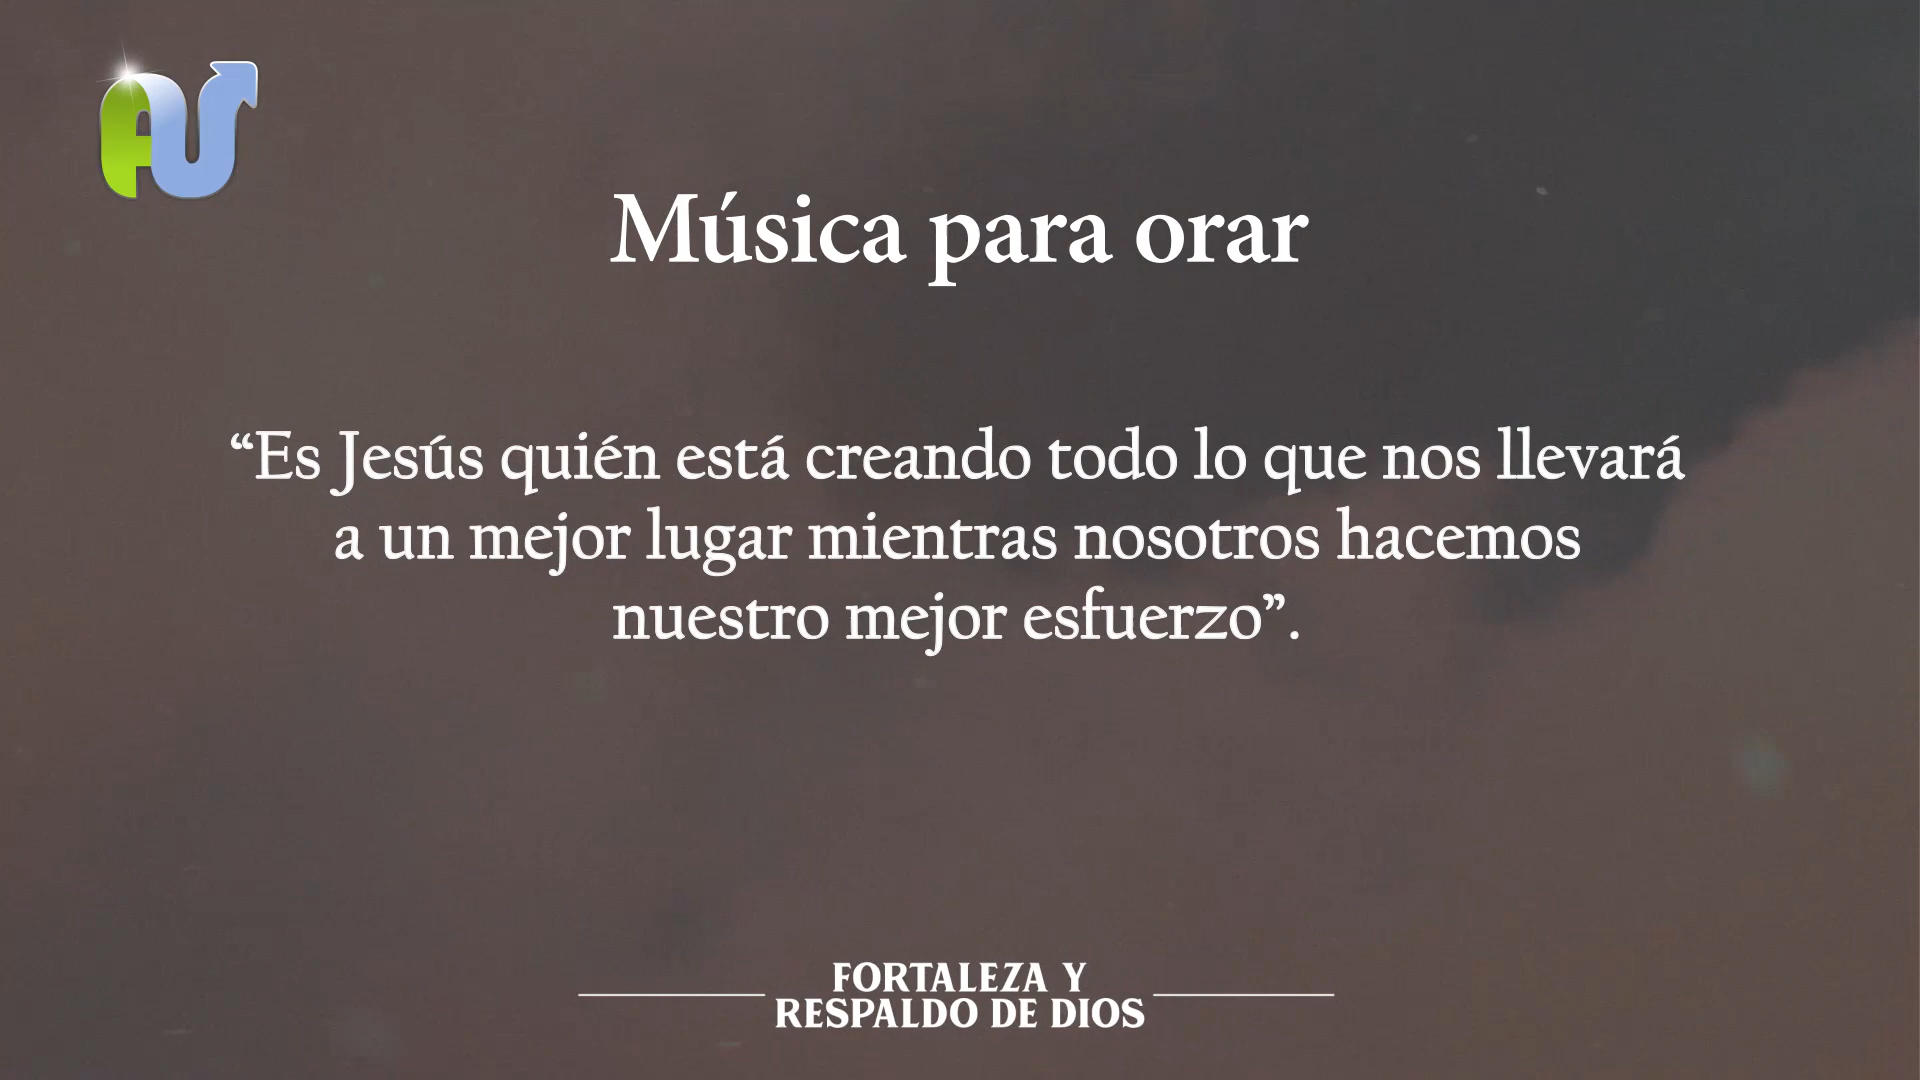 AU
Música para orar
“Es Jesús quién está creando todo lo que nos llevará
a un mejor lugar mientras nosotros hacemos
nuestro mejor esfuerzo”.
FORTALEZA Y
RESPALDO DE DIOS